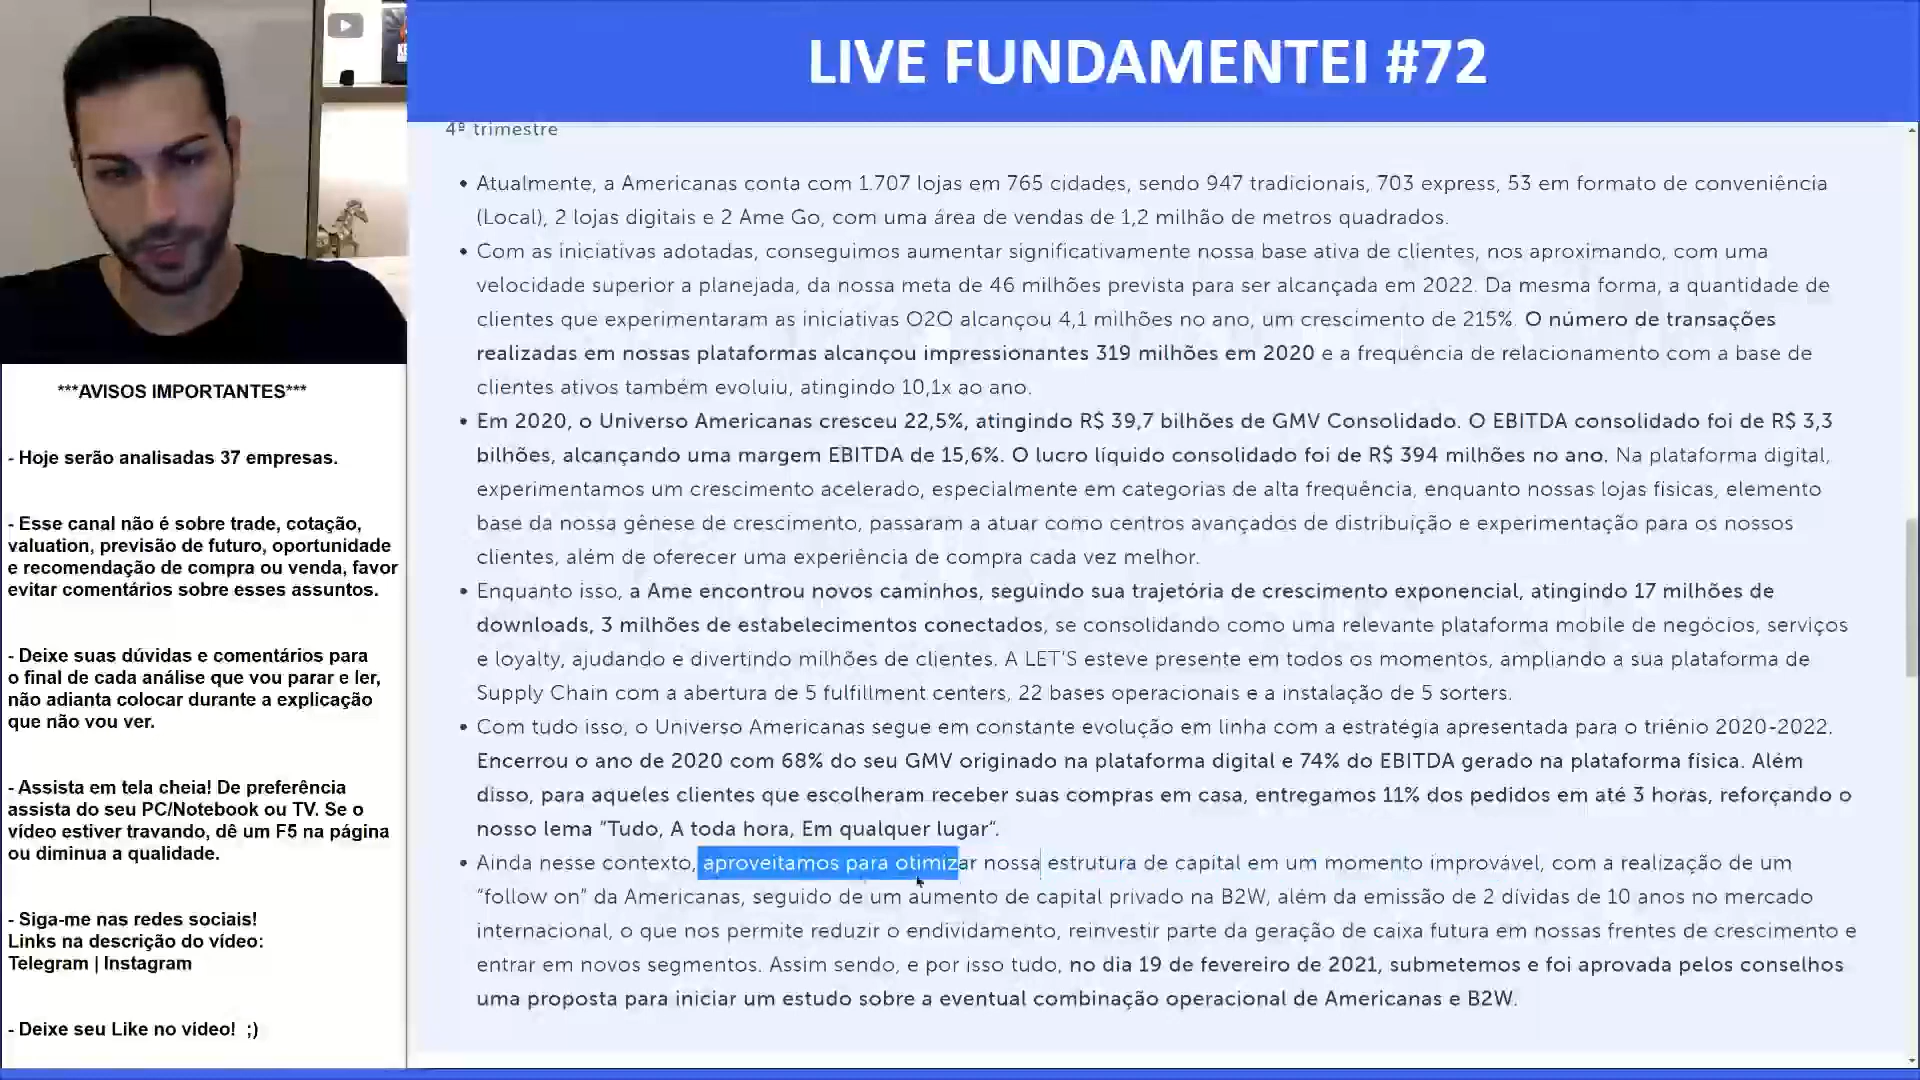 LIVE FUNDAMENTEI #72
4º trimestre
• Atualmente, a Americanas conta com 1.707 lojas em 765 cidades, sendo 947 tradicionais, 703 express, 53 em formato de conveniência
(Local), 2 lojas digitais e 2 Ame Go, com uma área de vendas de 1,2 milhão de metros quadrados.
• Com as iniciativas adotadas, conseguimos aumentar significativamente nossa base ativa de clientes, nos aproximando, com uma
velocidade superior a planejada, da nossa meta de 46 milhões prevista para ser alcançada em 2022. Da mesma forma, a quantidade de
clientes que experimentaram as iniciativas O2O alcançou 4,1 milhões no ano, um crescimento de 215%. O número de transações
realizadas em nossas plataformas alcançou impressionantes 319 milhões em 2020 e a frequência de relacionamento com a base de
clientes ativos também evoluiu, atingindo 10,1x ao ano.
• Em 2020, o Universo Americanas cresceu 22,5%, atingindo R$ 39,7 bilhões de GMV Consolidado. O EBITDA consolidado foi de R$ 3,3
bilhões, alcançando uma margem EBITDA de 15,6%. O lucro líquido consolidado foi de R$ 394 milhões no ano. Na plataforma digital,
experimentamos um crescimento acelerado, especialmente em categorias de alta frequência, enquanto nossas lojas físicas, elemento
base da nossa gênese de crescimento, passaram a atuar como centros avançados de distribuição e experimentação para os nossos
clientes, além de oferecer uma experiência de compra cada vez melhor.
• Enquanto isso, a Ame encontrou novos caminhos, seguindo sua trajetória de crescimento exponencial, atingindo 17 milhões de
downloads, 3 milhões de estabelecimentos conectados, se consolidando como uma relevante plataforma mobile de negócios, serviços
e loyalty, ajudando e divertindo milhões de clientes. A LET'S esteve presente em todos os momentos, ampliando a sua plataforma de
Supply Chain com a abertura de 5 fulfillment centers, 22 bases operacionais e a instalação de 5 sorters.
• Com tudo isso, o Universo Americanas segue em constante evolução em linha com a estratégia apresentada para o triênio 2020-2022.
Encerrou o ano de 2020 com 68% do seu GMV originado na plataforma digital e 74% do EBITDA gerado na plataforma física. Além
disso, para aqueles clientes que escolheram receber suas compras em casa, entregamos 11% dos pedidos em até 3 horas, reforçando o
nosso lema "Tudo, A toda hora, Em qualquer lugar".
• Ainda nesse contexto, aproveitamos para otimizar nossa estrutura de capital em um momento improvável, com a realização de um
"follow on" da Americanas, seguido de um aumento de capital privado na B2W, além da emissão de 2 dívidas de 10 anos no mercado
internacional, o que nos permite reduzir o endividamento, reinvestir parte da geração de caixa futura em nossas frentes de crescimento e
entrar em novos segmentos. Assim sendo, e por isso tudo, no dia 19 de fevereiro de 2021, submetemos e foi aprovada pelos conselhos
uma proposta para iniciar um estudo sobre a eventual combinação operacional de Americanas e B2W.
***AVISOS IMPORTANTES***
- Hoje serão analisadas 37 empresas.
- Esse canal não é sobre trade, cotação,
valuation, previsão de futuro, oportunidade
e recomendação de compra ou venda, favor
evitar comentários sobre esses assuntos.
- Deixe suas dúvidas e comentários para
o final de cada análise que vou parar e ler,
não adianta colocar durante a explicação
que não vou ver.
- Assista em tela cheia! De preferência
assista do seu PC/Notebook ou TV. Se o
vídeo estiver travando, dê um F5 na página
ou diminua a qualidade.
- Siga-me nas redes sociais!
Links na descrição do vídeo:
Telegram | Instagram
- Deixe seu Like no vídeo! ;)